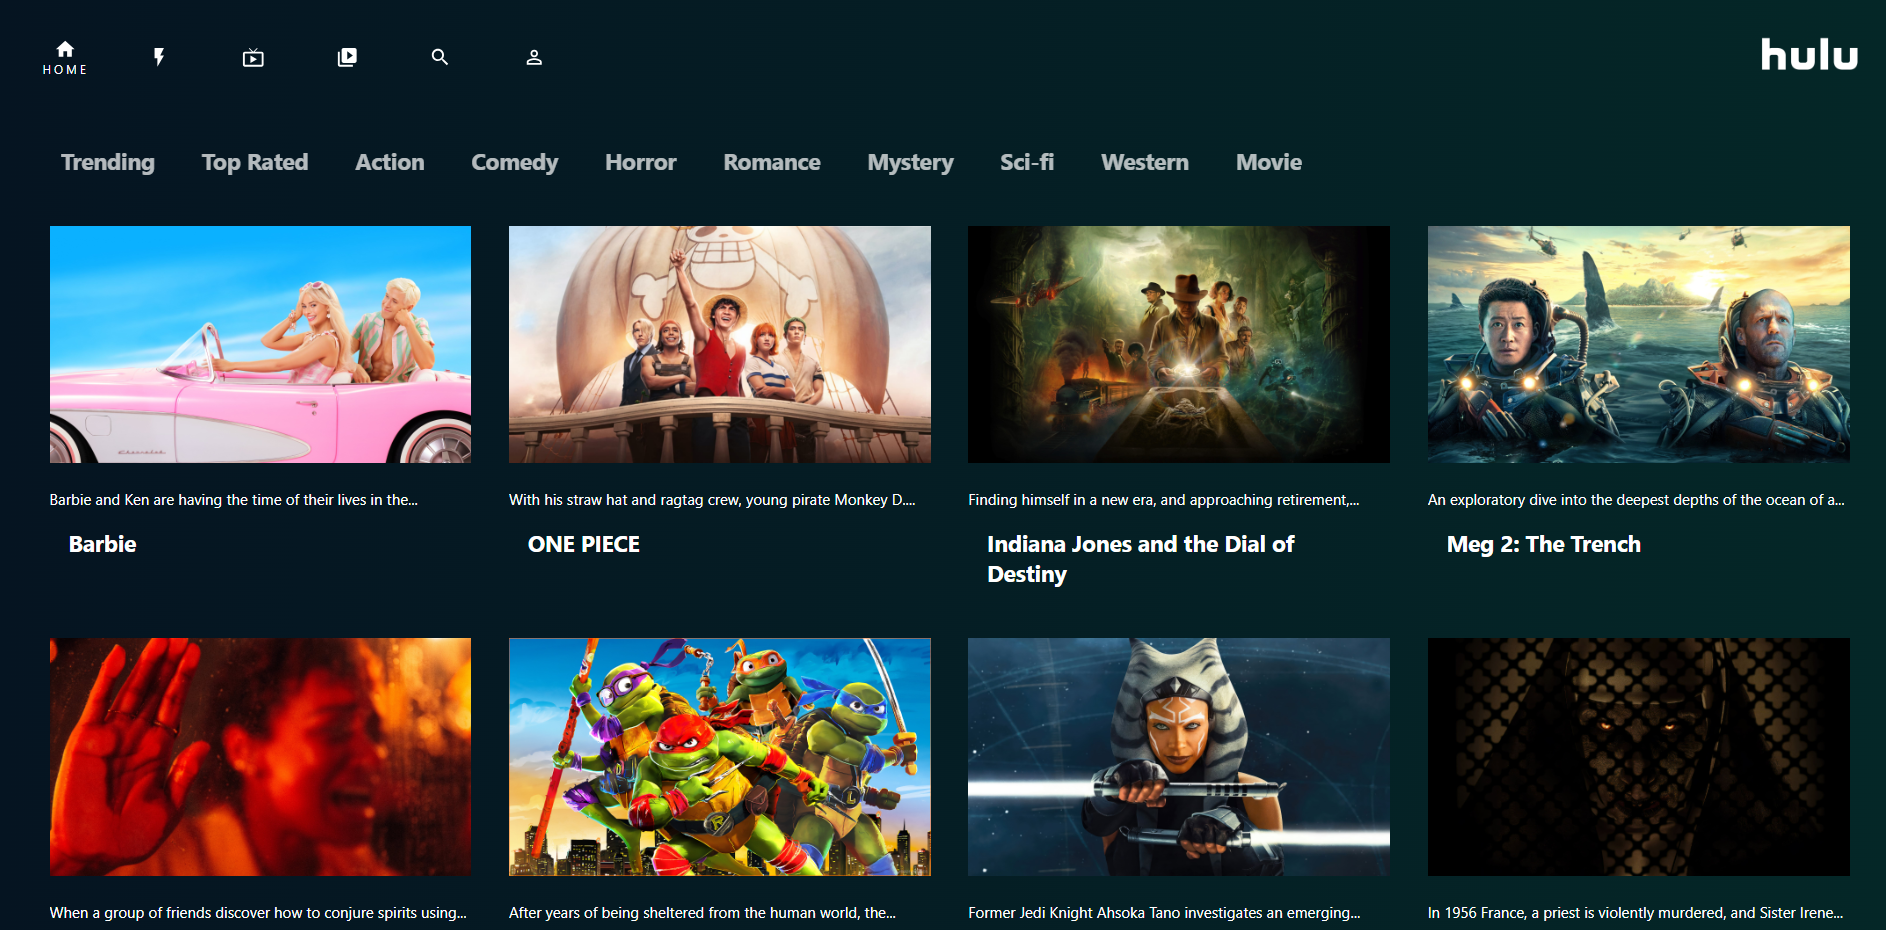 HOME
hulu
Trending Top Rated Action Comedy Horror Romance Mystery Sci-fi Western Movie
Barbie and Ken are having the time of their lives in the...
Barbie
With his straw hat and ragtag crew, young pirate Monkey D....
ONE PIECE
Finding himself in a new era, and approaching retirement,...
Indiana Jones and the Dial of
Destiny
An exploratory dive into the deepest depths of the ocean of a...
Meg 2: The Trench
When a group of friends discover how to conjure spirits using...
After years of being sheltered from the human world, the...
Former Jedi Knight Ahsoka Tano investigates an emerging...
In 1956 France, a priest is violently murdered, and Sister Irene...